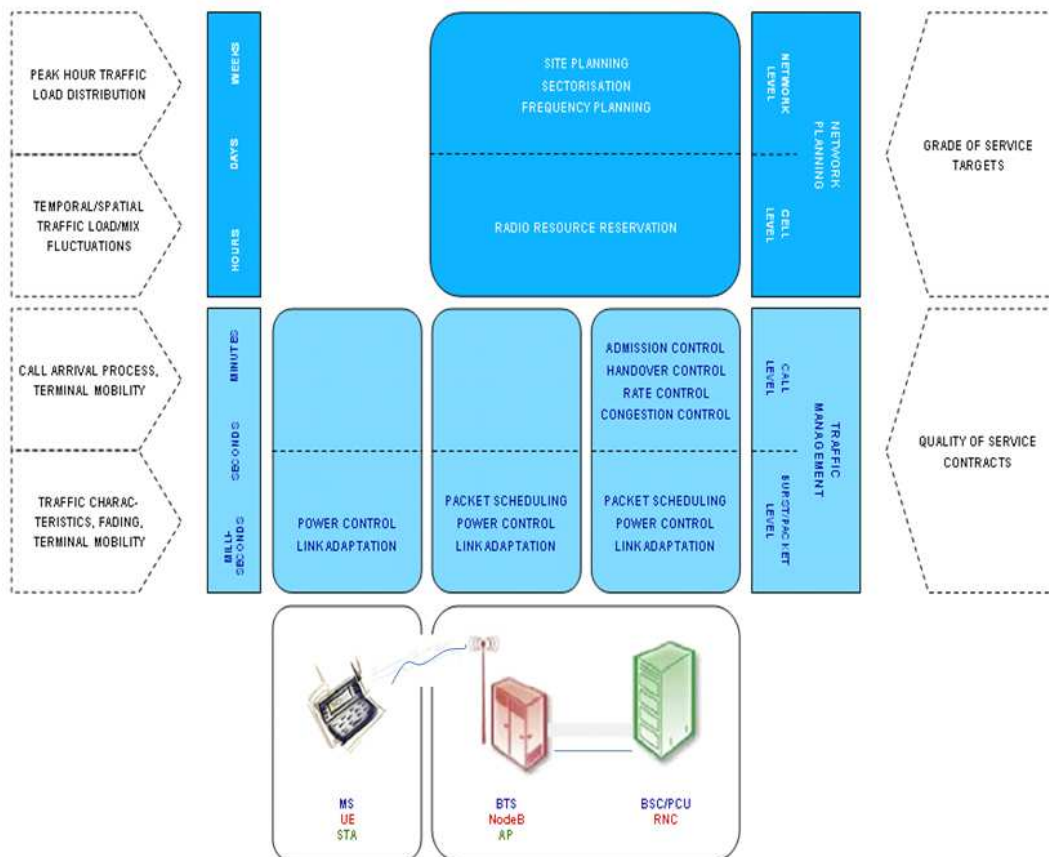 PEAK HOUR TRAFFIC
LOAD DISTRIBUTION
WEEKS
SITE PLANNING
SECTORISATION
FREQUENCY PLANNING
NETWORK
LEVEL
NETWORK
PLANNING
GRADE OF SERVICE
TARGETS
DAYS
TEMPORAL/SPATIAL
TRAFFIC LOAD/MIX
FLUCTUATIONS
HOURS
RADIO RESOURCE RESERVATION
CELL
LEVEL
CALL ARRIVAL PROCESS,
TERMINAL MOBILITY
MINUTES
ADMISSION CONTROL
HANDOVER CONTROL
RATE CONTROL
CONGESTION CONTROL
CALL
LEVEL
TRAFFIC
MANAGEMENT
QUALITY OF SERVICE
CONTRACTS
SECONDS
TRAFFIC CHARAC-
TERISTICS, FADING,
TERMINAL MOBILITY
MILLI-
SECONDS
POWER CONTROL
LINK ADAPTATION
PACKET SCHEDULING
POWER CONTROL
LINK ADAPTATION
PACKET SCHEDULING
POWER CONTROL
LINK ADAPTATION
BURST/PACKET
LEVEL
MS
UE
STA
BTS
NodeB
AP
BSC/PCU
RNC